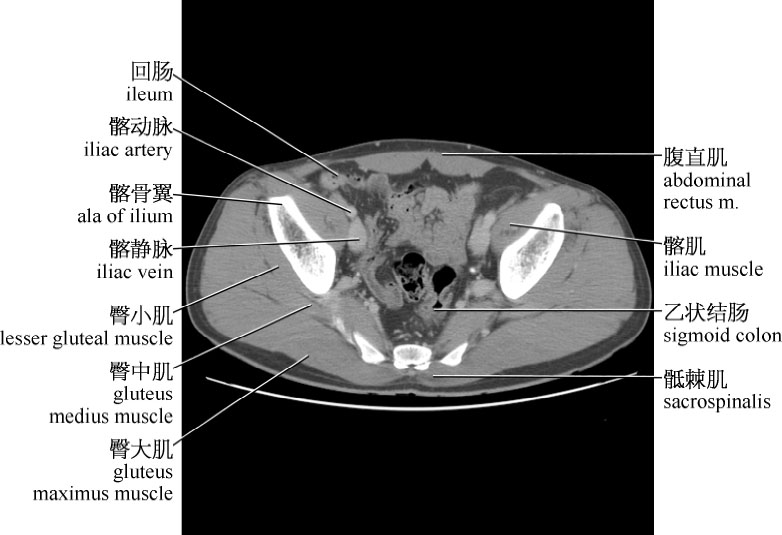 回肠
ileum
髂动脉
iliac artery
髂骨翼
ala of ilium
髂静脉
iliac vein
臀小肌
lesser gluteal muscle
臀中肌
gluteus
medius muscle
臀大肌
gluteus
maximus muscle
腹直肌
abdominal
rectus m.
髂肌
iliac muscle
乙状结肠
sigmoid colon
骶棘肌
sacrospinalis